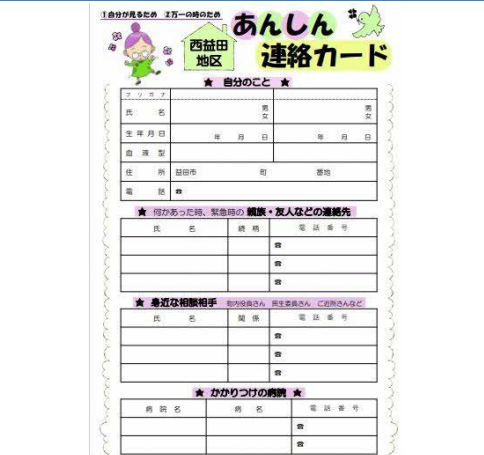 ①自分が見るため ②万一の時のため
あんしん
西益田
地区
連絡カード
★ 自分のこと ★
フリガナ
氏名 男 女 男 女
生年月日 年 月 日 年 月 日
血液型
住所 益田市 町 番地
電話 ☎
★ 何かあった時、緊急時の 親族・友人などの連絡先
氏名 続柄 電話番号
☎
☎
☎
★ 身近な相談相手 町内役員さん 民生委員さん ご近所さんなど
氏名 関係 電話番号
☎
☎
☎
★ かかりつけの病院 ★
病院名 病名 電話番号
☎
☎